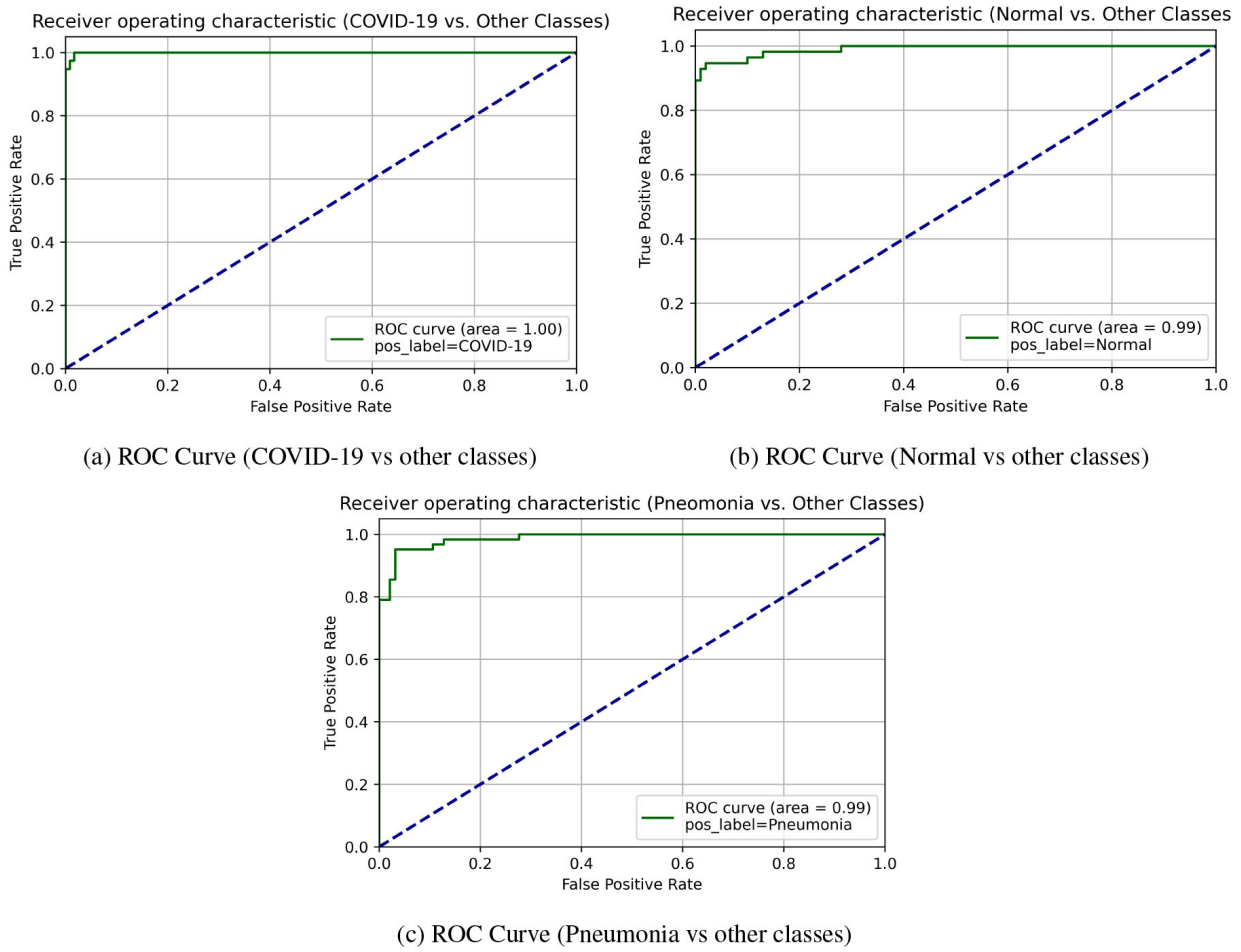 Receiver operating characteristic (COVID-19 vs. Other Classes)
1.0
0.8
0.6
0.4
0.2
0.0
True Positive Rate
ROC curve (area = 1.00)
pos_label=COVID-19
0.0 0.2 0.4 0.6 0.8 1.0
False Positive Rate
(a) ROC Curve (COVID-19 vs other classes)
Receiver operating characteristic (Normal vs. Other Classes
1.0
0.8
0.6
0.4
0.2
0.0
True Positive Rate
ROC curve (area = 0.99)
pos_label=Normal
0.0 0.2 0.4 0.6 0.8 1.0
False Positive Rate
(b) ROC Curve (Normal vs other classes)
Receiver operating characteristic (Pneomonia vs. Other Classes)
1.0
0.8
0.6
0.4
0.2
0.0
True Positive Rate
ROC curve (area = 0.99)
pos_label=Pneumonia
0.0 0.2 0.4 0.6 0.8 1.0
False Positive Rate
(c) ROC Curve (Pneumonia vs other classes)